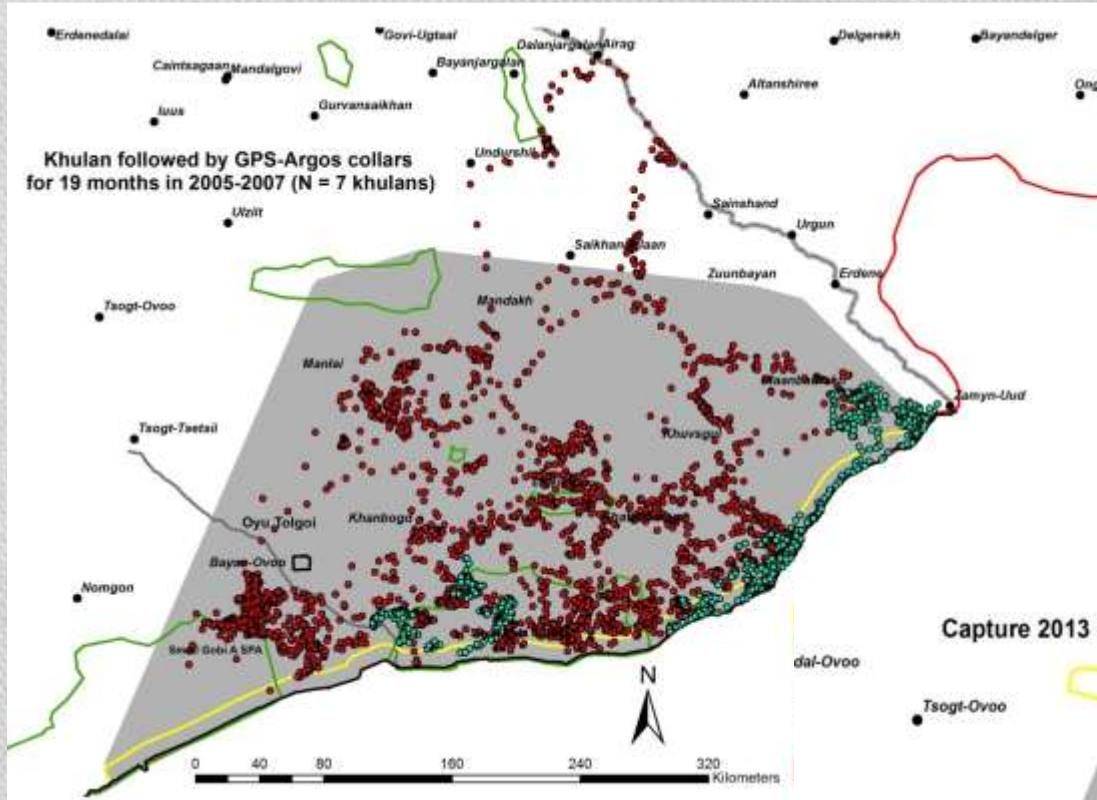 Erdenedalai
Govi-Ugtaal
Dalanjargalan
Airag
Delgerekh
Bayandelger
Caintsagaan
Mandalgovi
Bayanjargalan
Altanshiree
Gurvansaikhan
Khulan followed by GPS-Argos collars
for 19 months in 2005-2007 (N = 7 khulans)
Ulzilt
Sainshand
Urgun
Zuunbayan
Erdene
Tsogt-Ovoo
Mandakh
Manlai
Zamyn-Uud
Tsogt-Tsetsii
Khuvsgul
Oyu Tolgoi
Khanbogd
Bayan-Ovoo
Nomgon
Capture 2013
dal-Ovoo
N
Tsogt-Ovoo
0 40 80 160 240 320
Kilometers